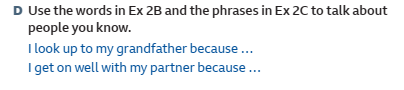 D Use the words in Ex 2B and the phrases in Ex 2C to talk about
people you know.
I look up to my grandfather because …
I get on well with my partner because …